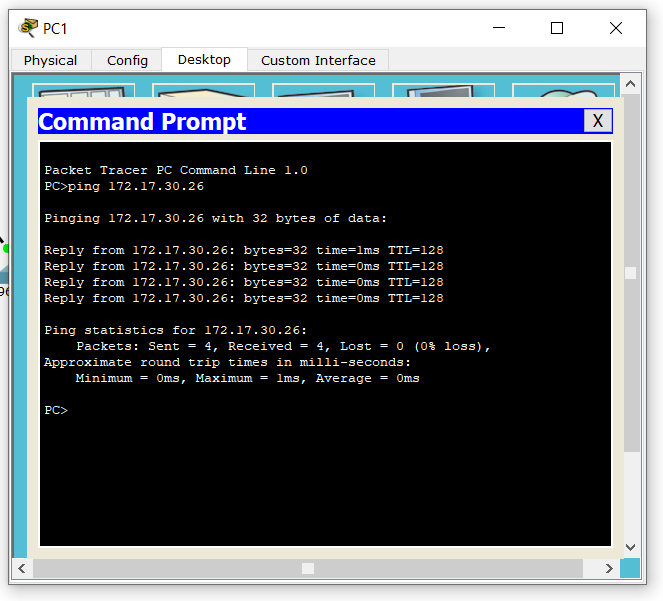 PC1
Physical Config Desktop Custom Interface
Command Prompt X
Packet Tracer PC Command Line 1.0
PC>ping 172.17.30.26
Pinging 172.17.30.26 with 32 bytes of data:
Reply from 172.17.30.26: bytes=32 time=1ms TTL=128
Reply from 172.17.30.26: bytes=32 time=0ms TTL=128
Reply from 172.17.30.26: bytes=32 time=0ms TTL=128
Reply from 172.17.30.26: bytes=32 time=0ms TTL=128
Ping statistics for 172.17.30.26:
    Packets: Sent = 4, Received = 4, Lost = 0 (0% loss),
Approximate round trip times in milli-seconds:
    Minimum = 0ms, Maximum = 1ms, Average = 0ms
PC>